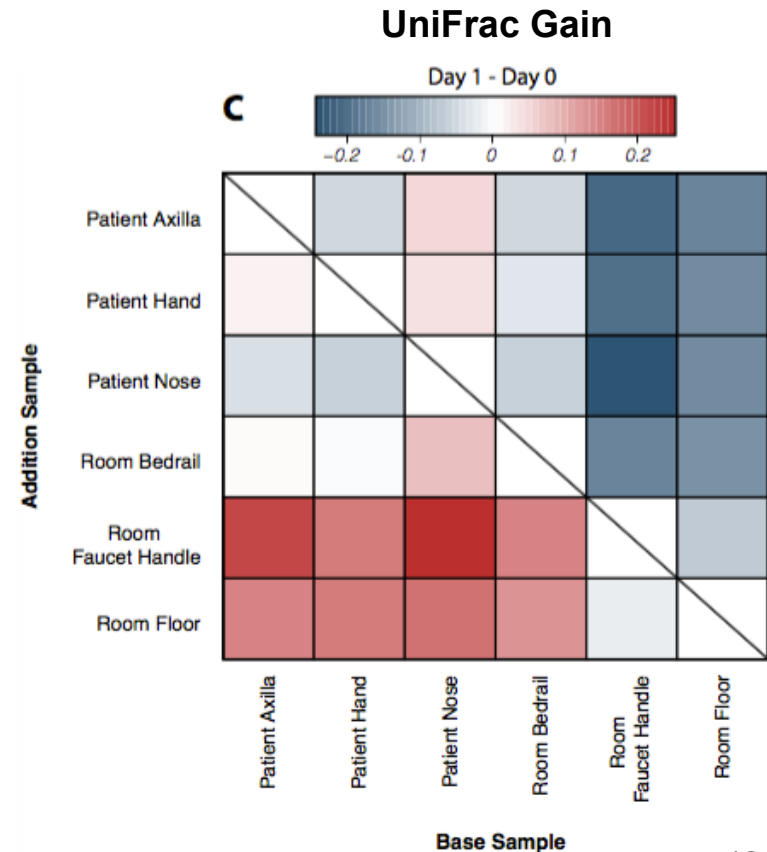 UniFrac Gain
Day 1 - Day 0
C
−0.2 -0.1 0 0.1 0.2
Patient Axilla
Patient Hand
Patient Nose
Room Bedrail
Room
Faucet Handle
Room Floor
Addition Sample
Patient Axilla
Patient Hand
Patient Nose
Room Bedrail
Room
Faucet Handle
Room Floor
Base Sample